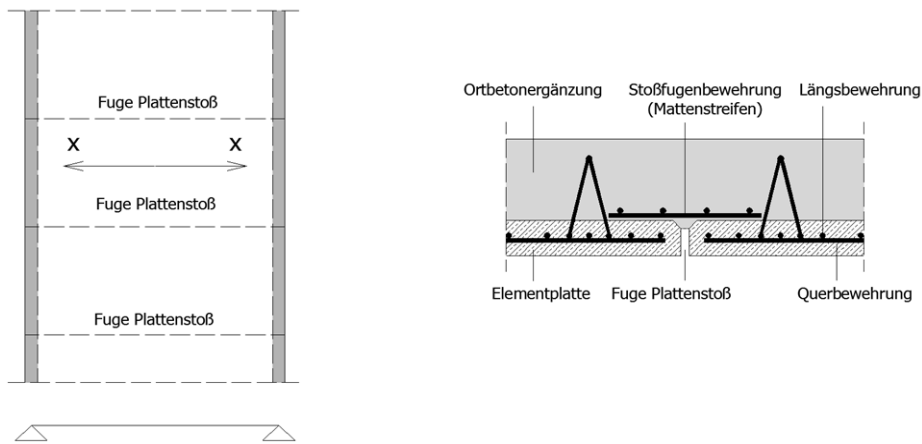 Fuge Plattenstoß
x x
Fuge Plattenstoß
Fuge Plattenstoß
Ortbetonergänzung
Stoßfugenbewehrung
(Mattenstreifen)
Längsbewehrung
Elementplatte
Fuge Plattenstoß
Querbewehrung